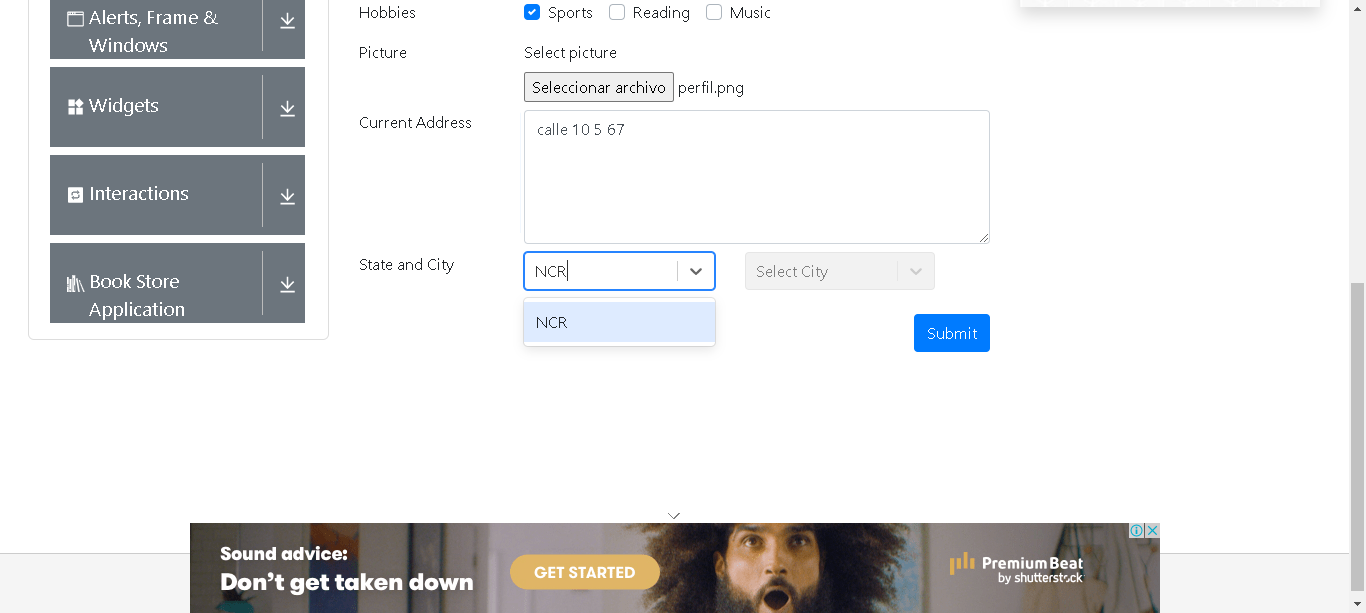 Alerts, Frame &
Windows
Widgets
Interactions
Book Store
Application
Hobbies
Sports Reading Music
Picture
Select picture
Seleccionar archivo perfil.png
Current Address
calle 10 5 67
State and City
NCR
Select City
NCR
Submit
Sound advice:
Don't get taken down
GET STARTED
PremiumBeat
by shutterstock